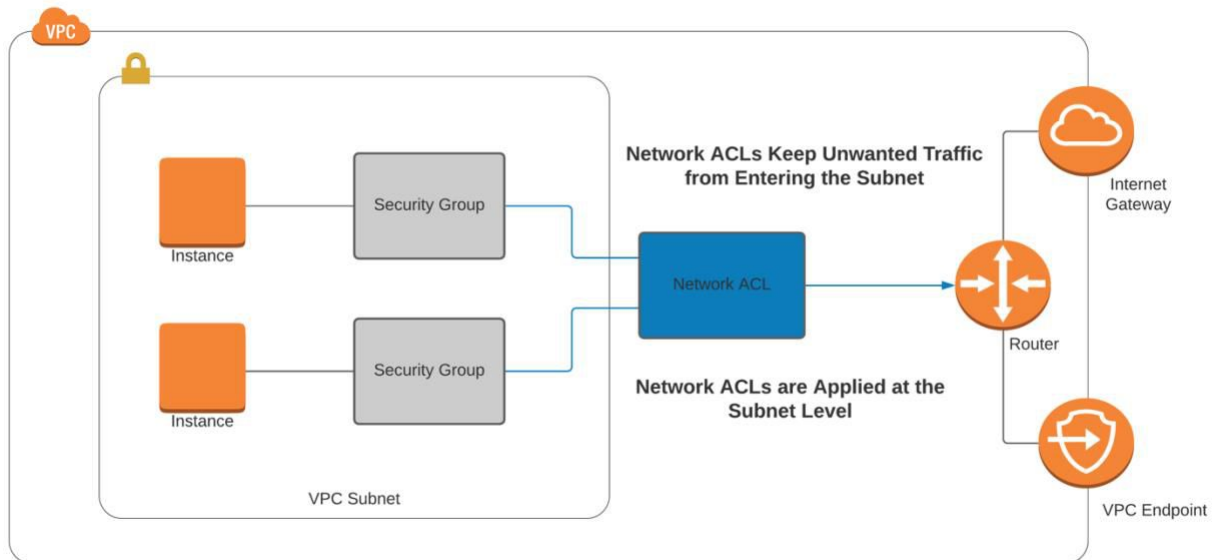 VPC
Network ACLs Keep Unwanted Traffic
from Entering the Subnet
Security Group
Instance
Internet
Gateway
Network ACL
Router
Security Group
Instance
Network ACLs are Applied at the
Subnet Level
VPC Subnet
VPC Endpoint